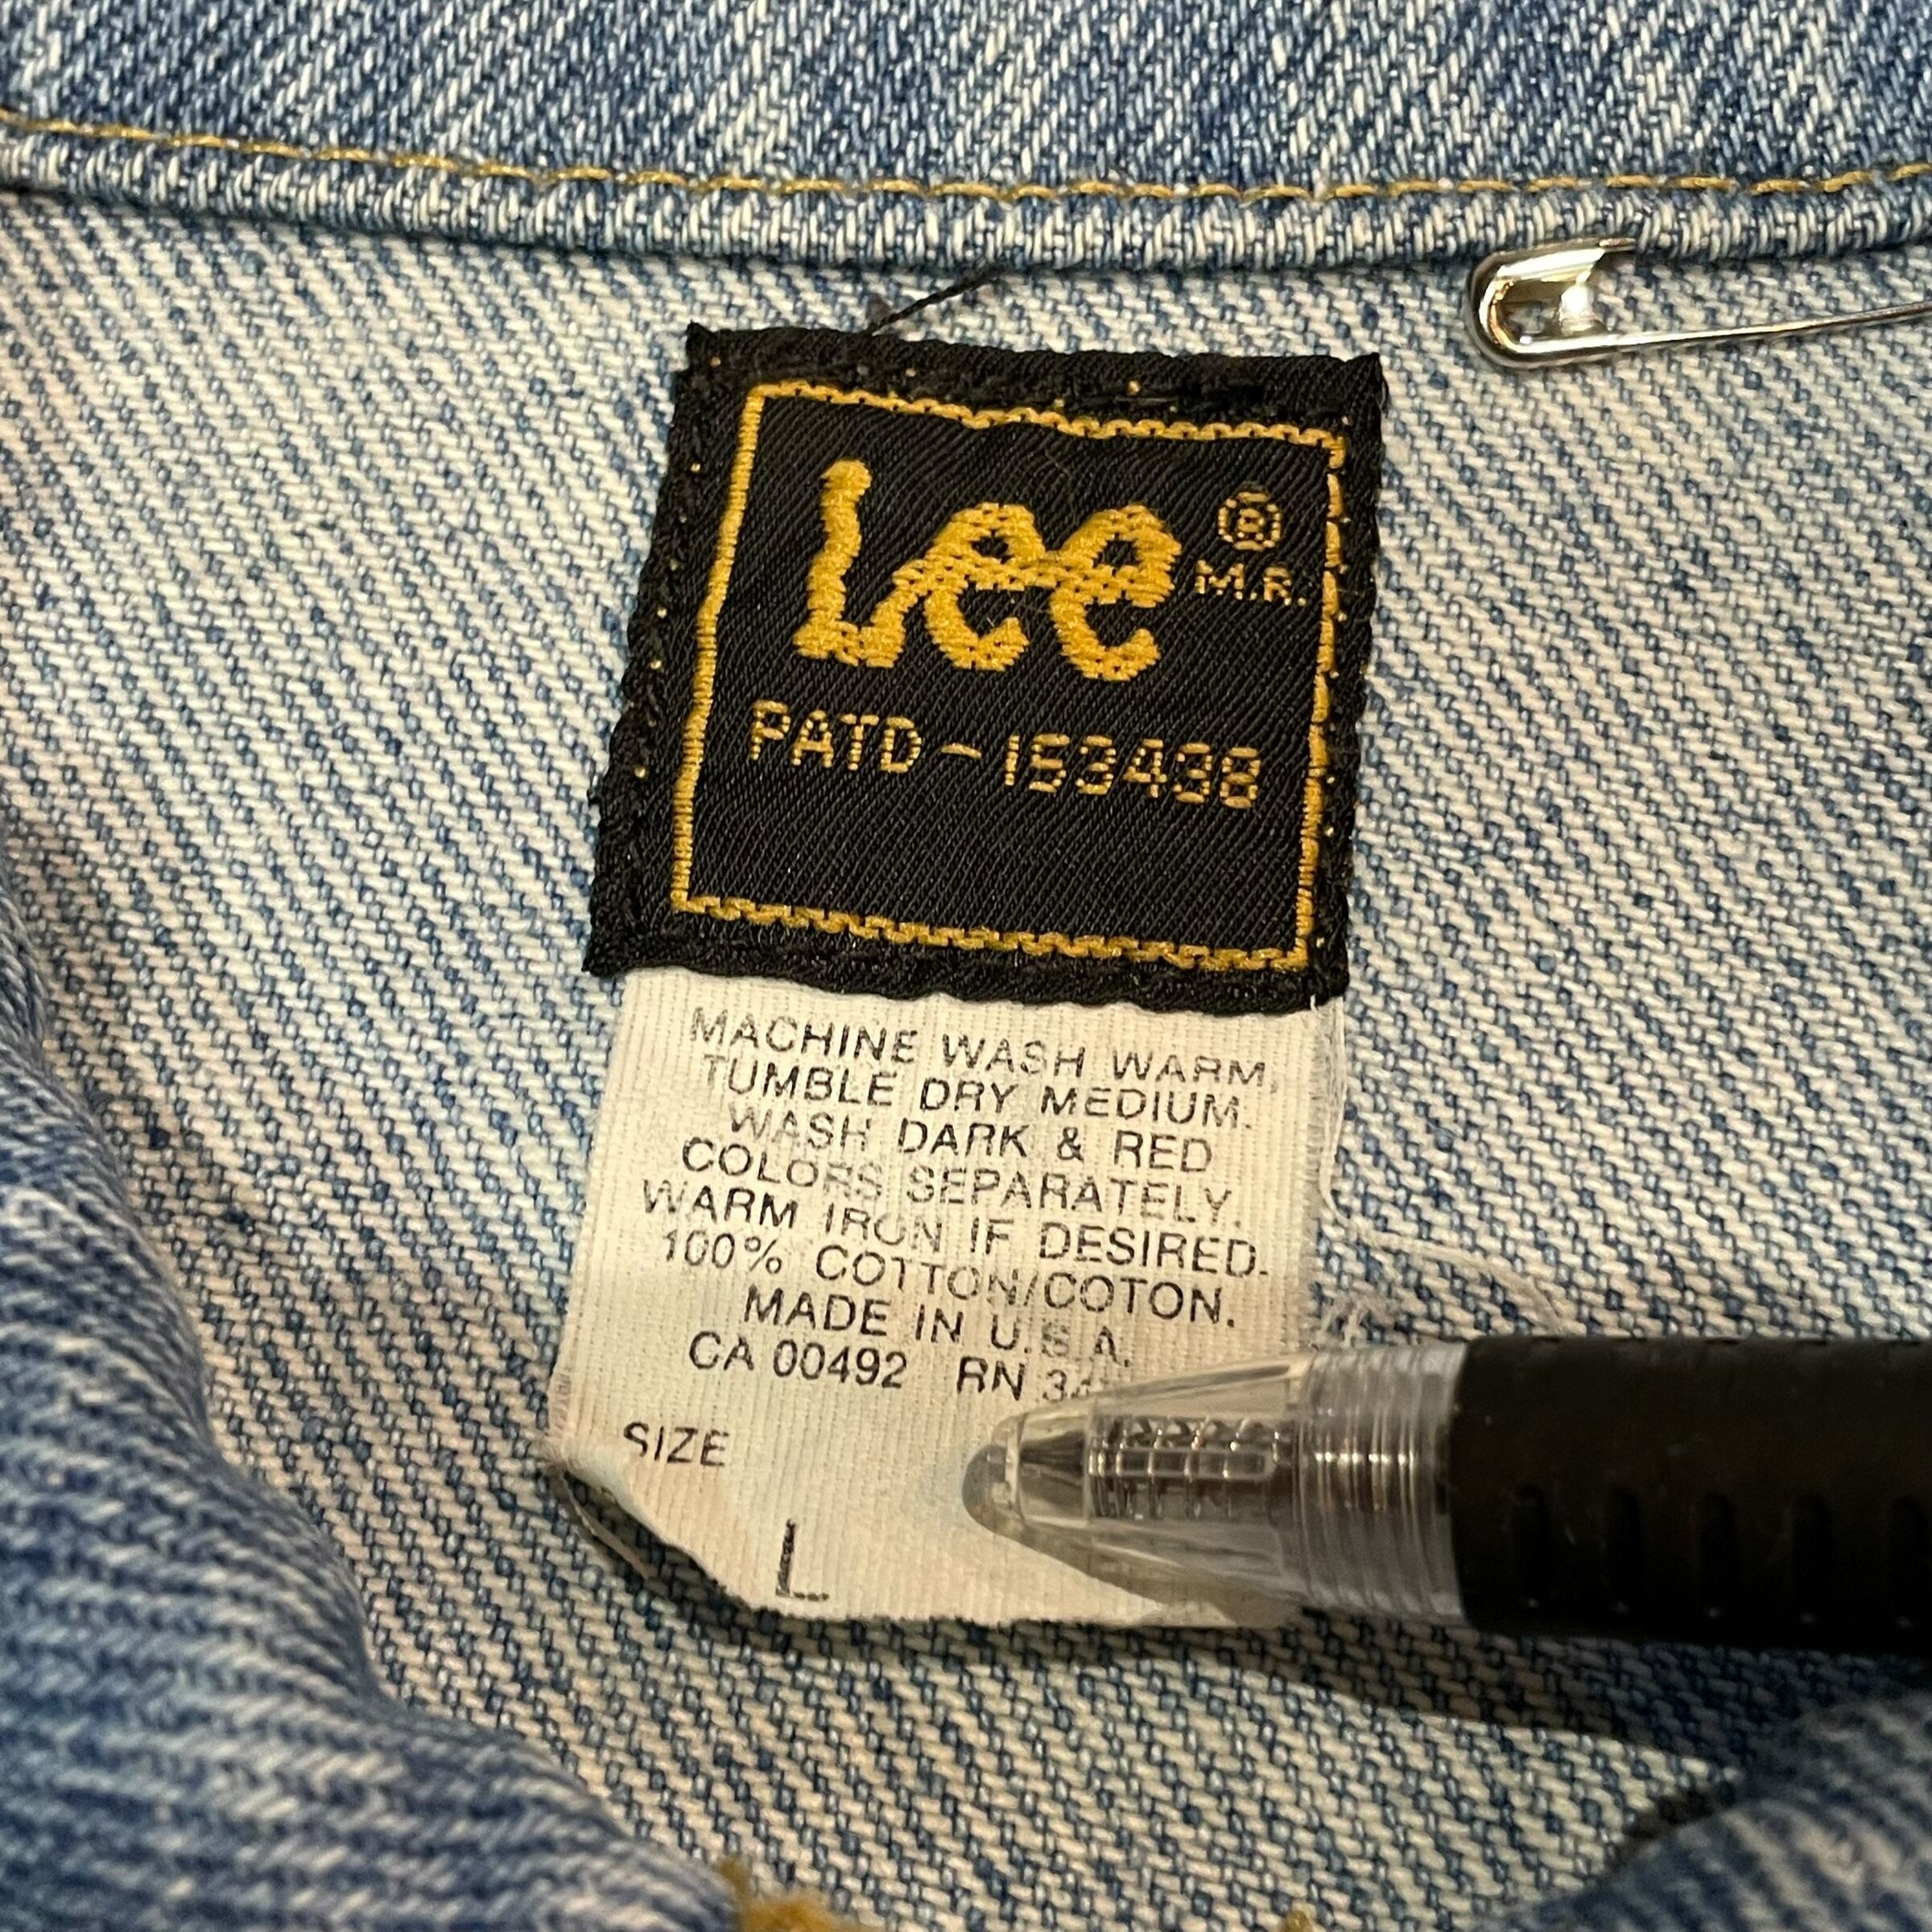 Lee ®
M.R.
PATD-153438
MACHINE WASH WARM,
TUMBLE DRY MEDIUM.
WASH DARK & RED
COLORS SEPARATELY.
WARM IRON IF DESIRED.
100% COTTON/COTON.
MADE IN U.S.A.
CA 00492 RN
SIZE
L